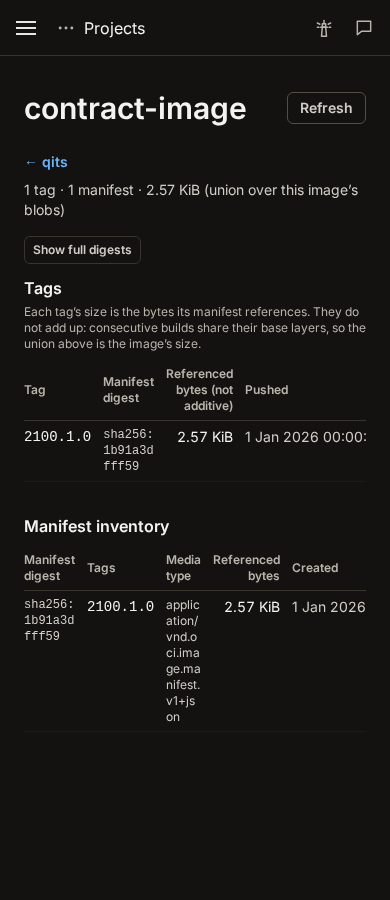 ··· Projects
contract-image
Refresh
← qits
1 tag · 1 manifest · 2.57 KiB (union over this image’s
blobs)
Show full digests
Tags
Each tag’s size is the bytes its manifest references. They do
not add up: consecutive builds share their base layers, so the
union above is the image’s size.
Tag
Manifest
digest
Referenced
bytes (not
additive)
Pushed
2100.1.0
sha256:
1b91a3d
fff59
2.57 KiB
1 Jan 2026 00:00:
Manifest inventory
Manifest
digest
Tags
Media
type
Referenced
bytes
Created
sha256:
1b91a3d
fff59
2100.1.0
applic
ation/
vnd.o
ci.ima
ge.ma
nifest.
v1+js
on
2.57 KiB
1 Jan 2026